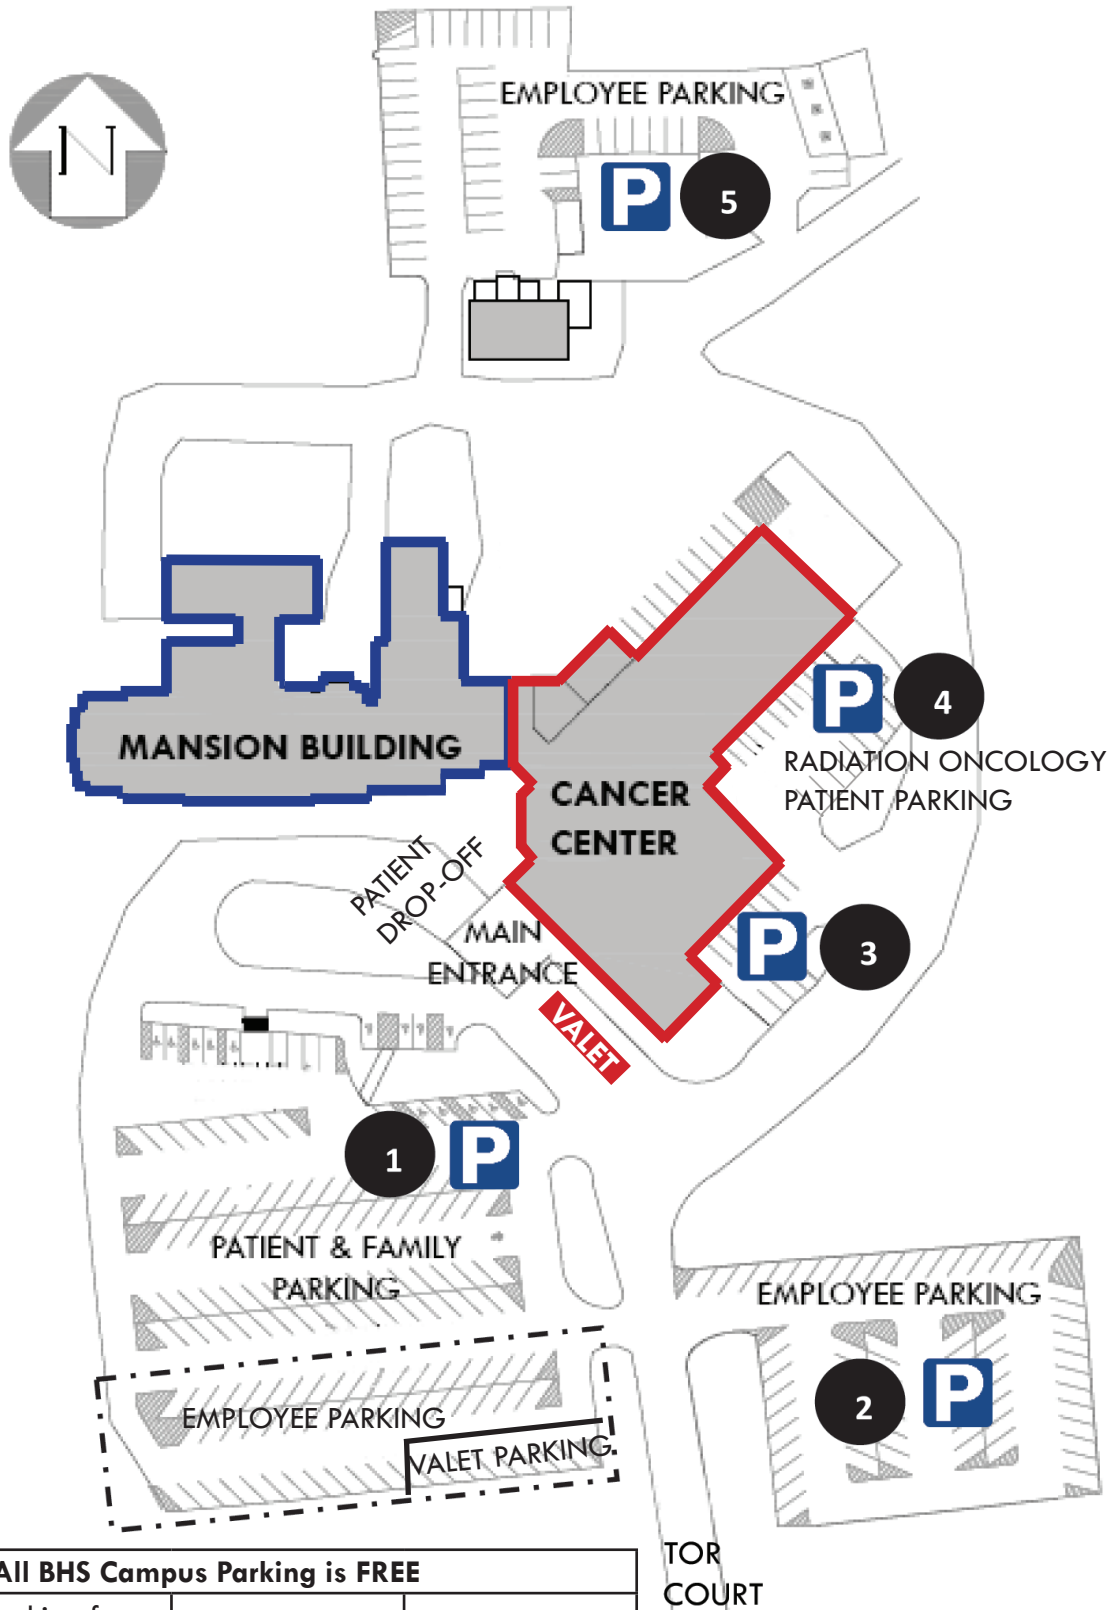 N
EMPLOYEE PARKING
P 5
MANSION BUILDING
CANCER
CENTER
P 4
RADIATION ONCOLOGY
PATIENT PARKING
PATIENT
DROP-OFF
MAIN
ENTRANCE
P 3
VALET
1 P
PATIENT & FAMILY
PARKING
EMPLOYEE PARKING
2 P
EMPLOYEE PARKING
VALET PARKING
TOR
COURT
All BHS Campus Parking is FREE